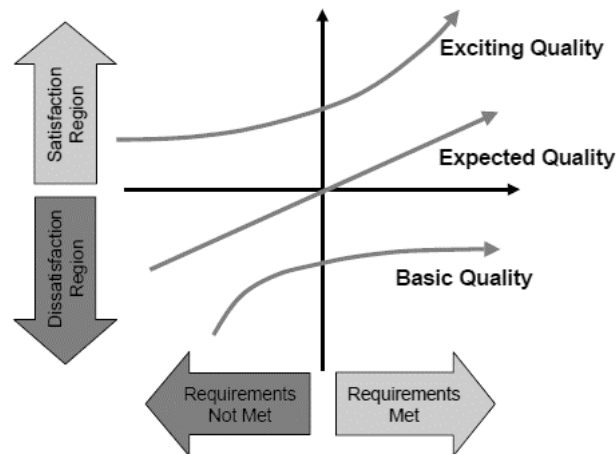 Exciting Quality
Satisfaction
Region
Expected Quality
Dissatisfaction
Region
Basic Quality
Requirements
Not Met
Requirements
Met